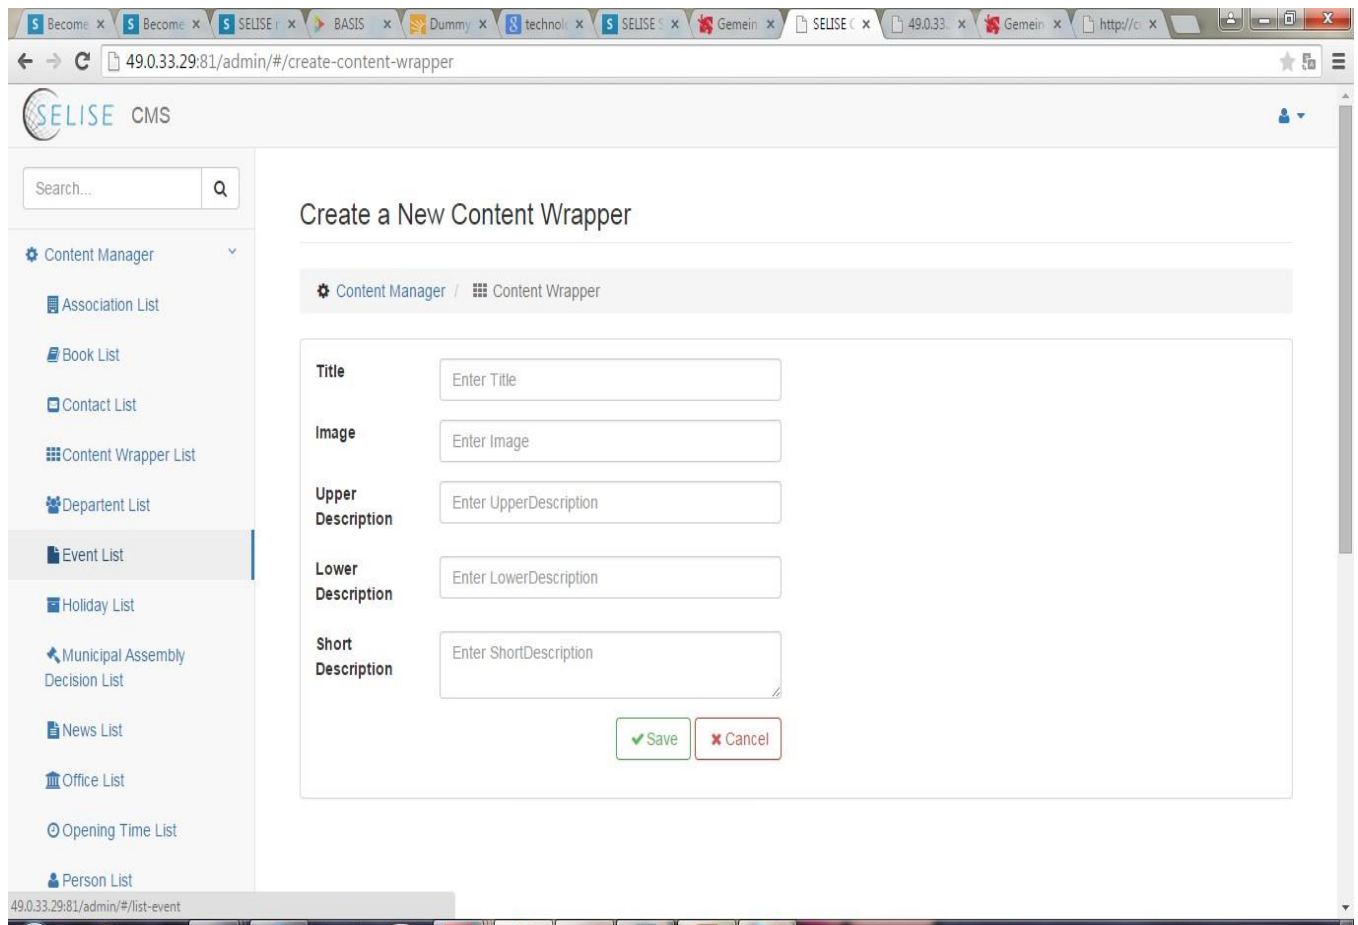 Become
Become
SELISE r
BASIS
Dummy
technolo
SELISE S
Gemein
SELISE C
49.0.33.
Gemein
http://c
49.0.33.29:81/admin/#/create-content-wrapper
SELISE CMS
Search...
Create a New Content Wrapper
Content Manager
Content Manager / Content Wrapper
Association List
Book List
Contact List
Content Wrapper List
Departent List
Event List
Holiday List
Municipal Assembly
Decision List
News List
Office List
Opening Time List
Person List
Title
Enter Title
Image
Enter Image
Upper
Description
Enter UpperDescription
Lower
Description
Enter LowerDescription
Short
Description
Enter ShortDescription
Save
Cancel
49.0.33.29:81/admin/#/list-event